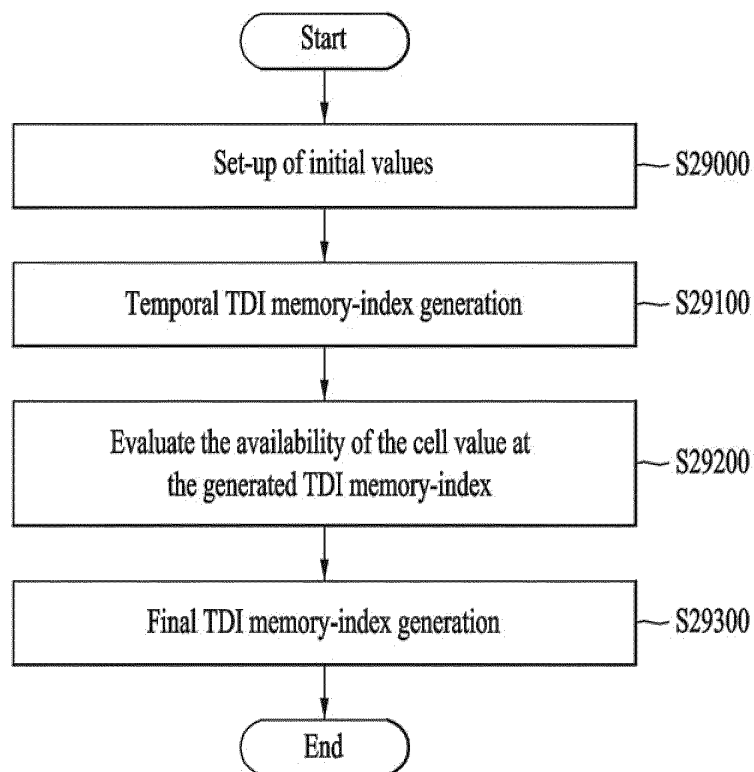 Start
Set-up of initial values
S29000
Temporal TDI memory-index generation
S29100
Evaluate the availability of the cell value at
the generated TDI memory-index
S29200
Final TDI memory-index generation
S29300
End